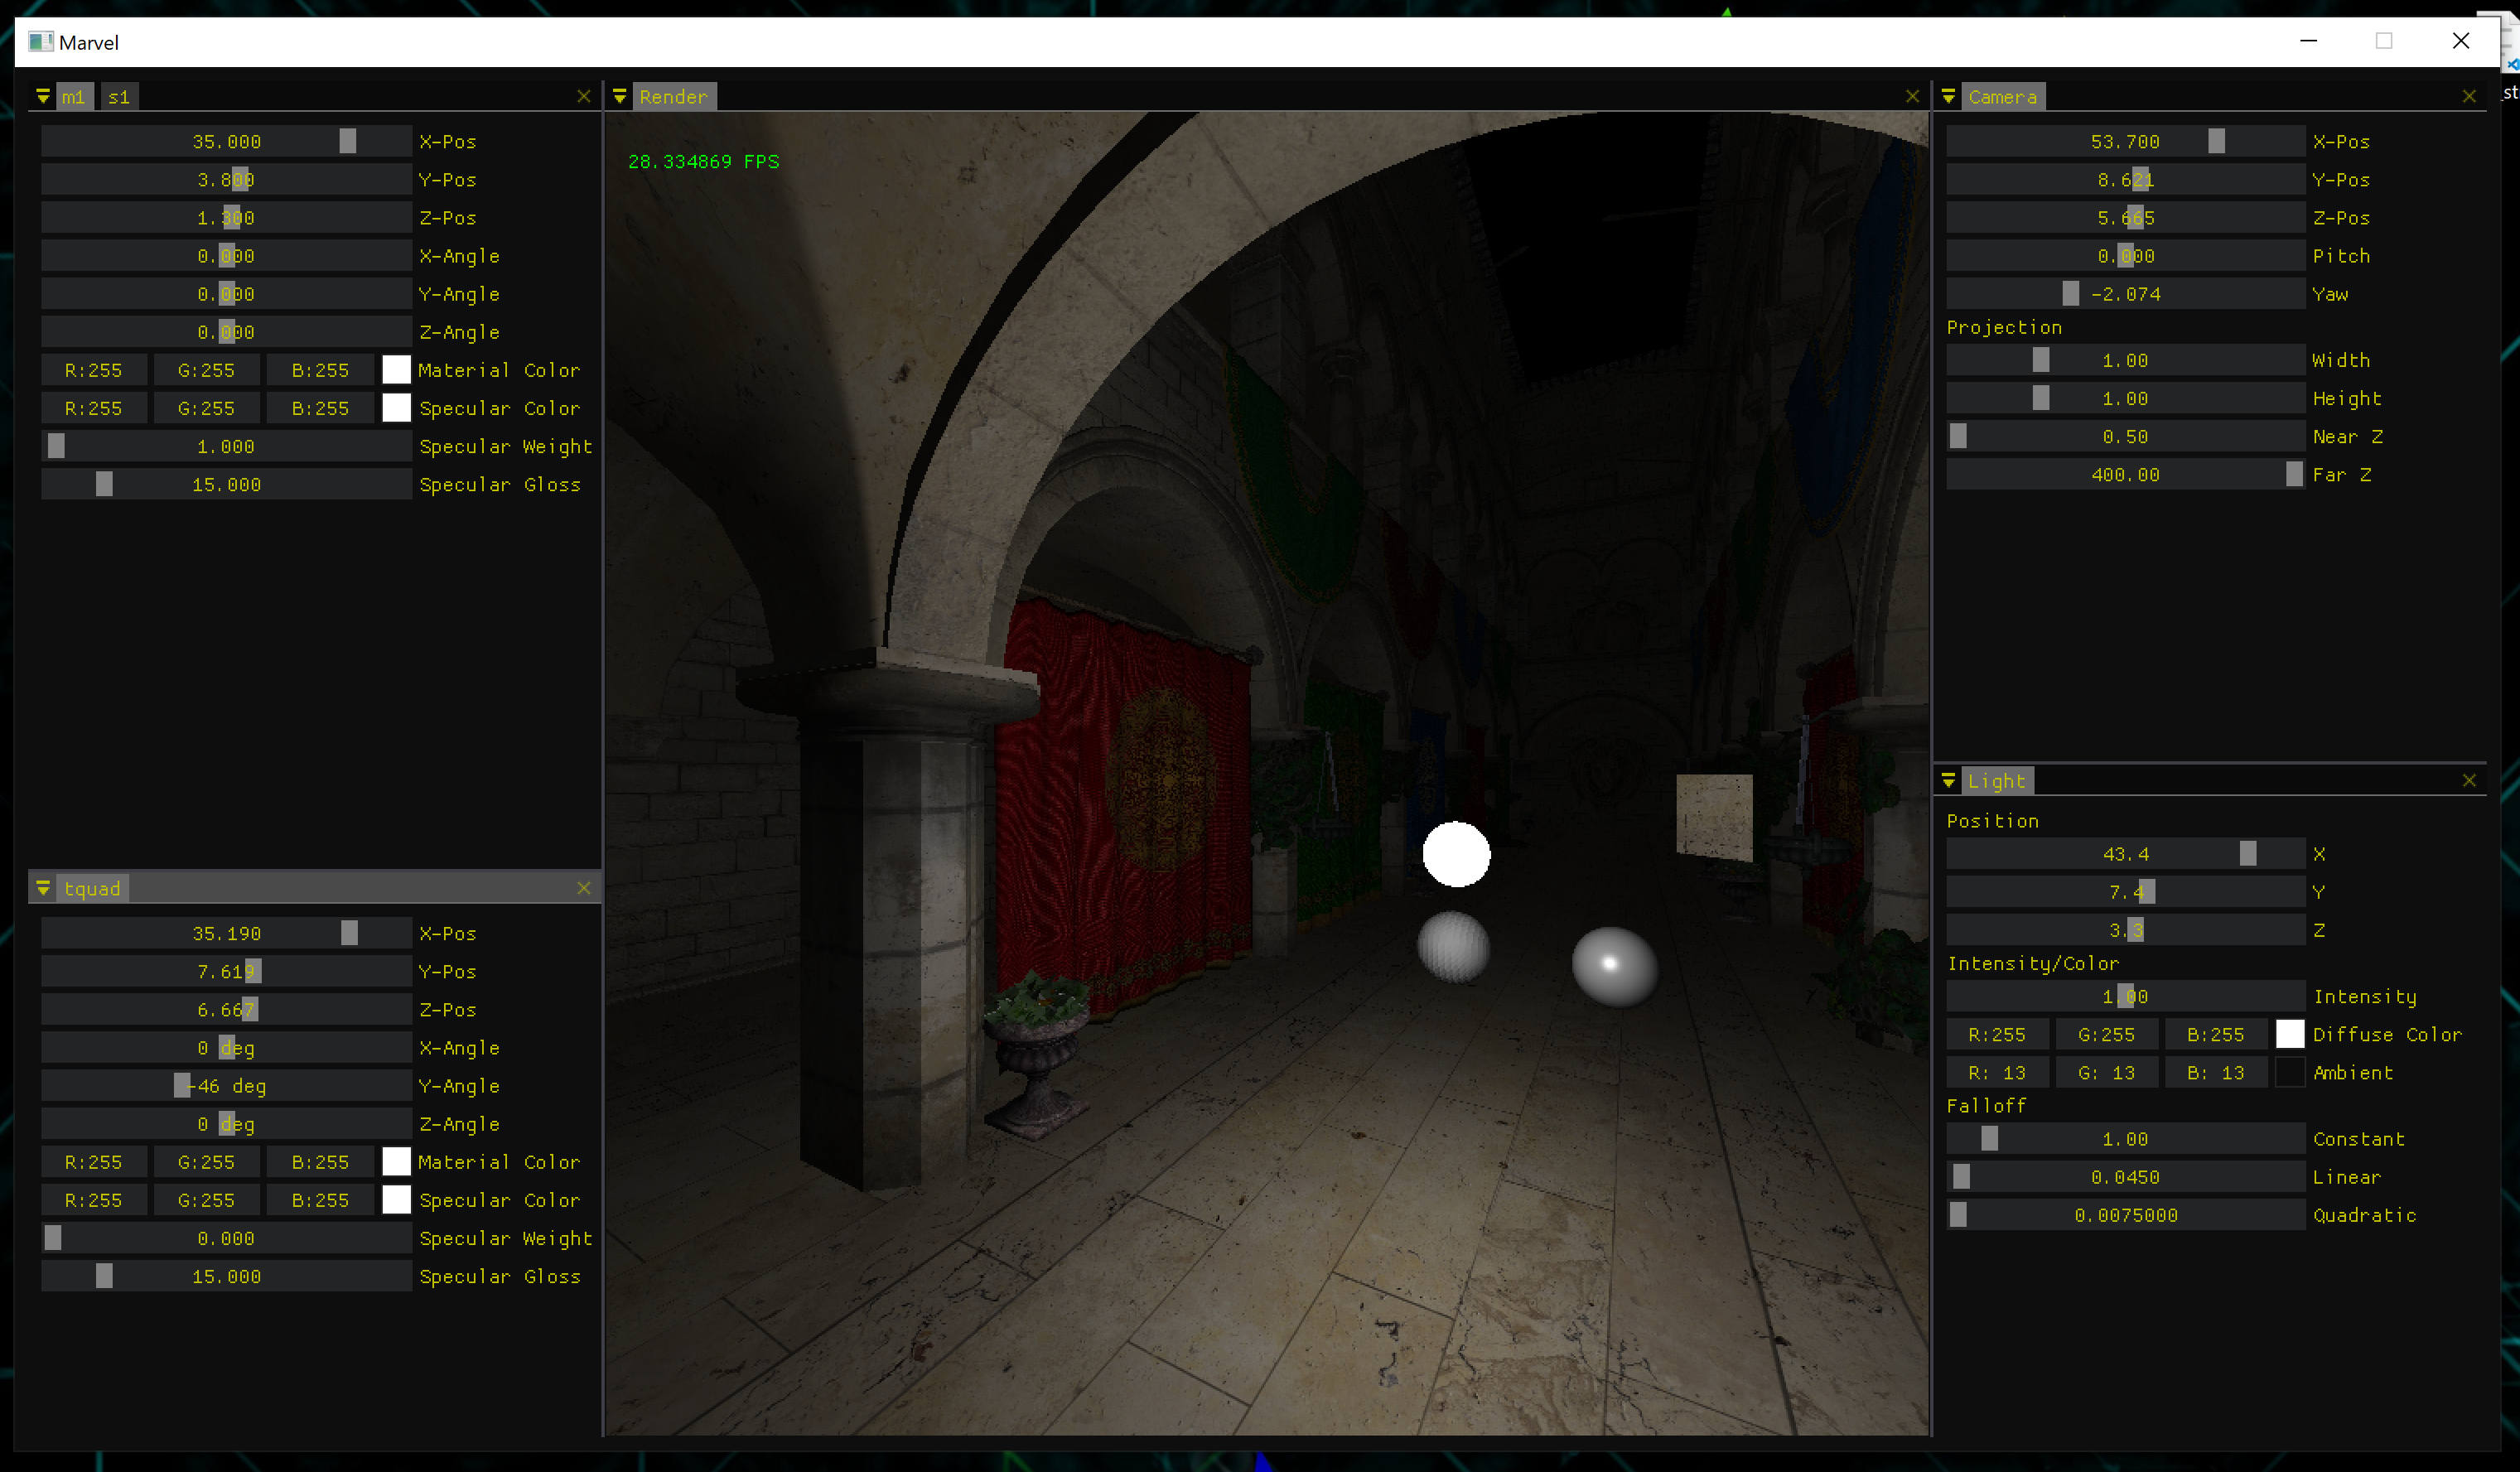 Marvel
m1 s1
35.000 X-Pos
3.800 Y-Pos
1.300 Z-Pos
0.000 X-Angle
0.000 Y-Angle
0.000 Z-Angle
R:255 G:255 B:255 Material Color
R:255 G:255 B:255 Specular Color
1.000 Specular Weight
15.000 Specular Gloss
tquad
35.190 X-Pos
7.619 Y-Pos
6.667 Z-Pos
0 deg X-Angle
-46 deg Y-Angle
0 deg Z-Angle
R:255 G:255 B:255 Material Color
R:255 G:255 B:255 Specular Color
0.000 Specular Weight
15.000 Specular Gloss
Render
28.334869 FPS
Camera
53.700 X-Pos
8.621 Y-Pos
5.665 Z-Pos
0.000 Pitch
-2.074 Yaw
Projection
1.00 Width
1.00 Height
0.50 Near Z
400.00 Far Z
Light
Position
43.4 X
7.4 Y
3.3 Z
Intensity/Color
1.00 Intensity
R:255 G:255 B:255 Diffuse Color
R: 13 G: 13 B: 13 Ambient
Falloff
1.00 Constant
0.0450 Linear
0.0075000 Quadratic
_st